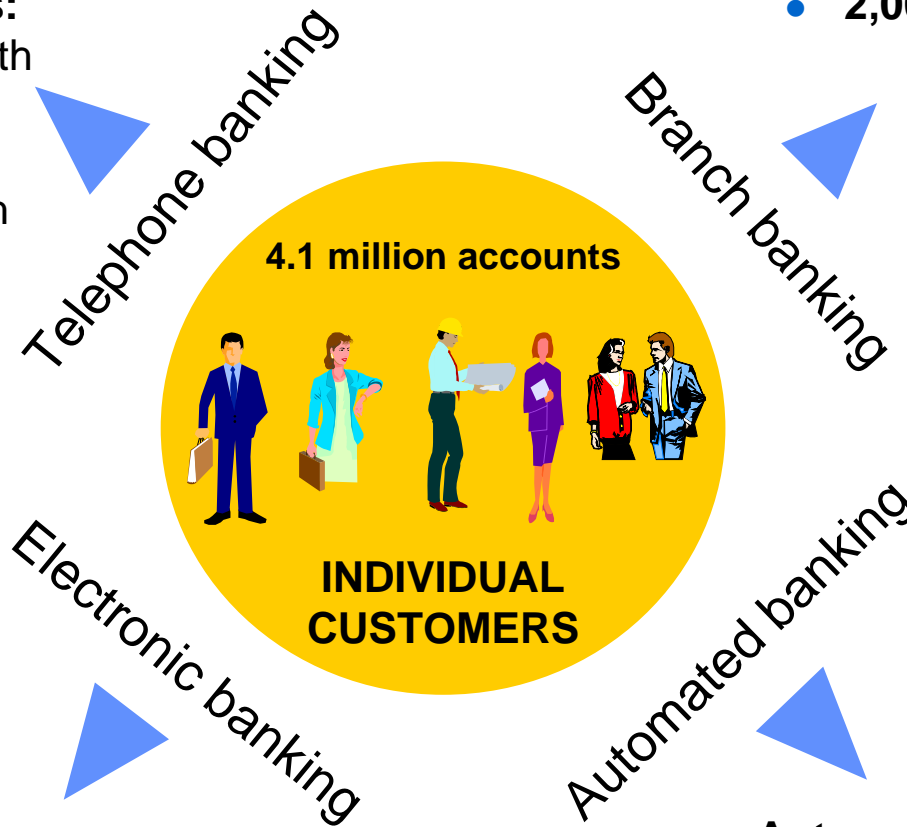 Telephone banking
Branch banking
4.1 million accounts
INDIVIDUAL
CUSTOMERS
Electronic banking
Automated banking